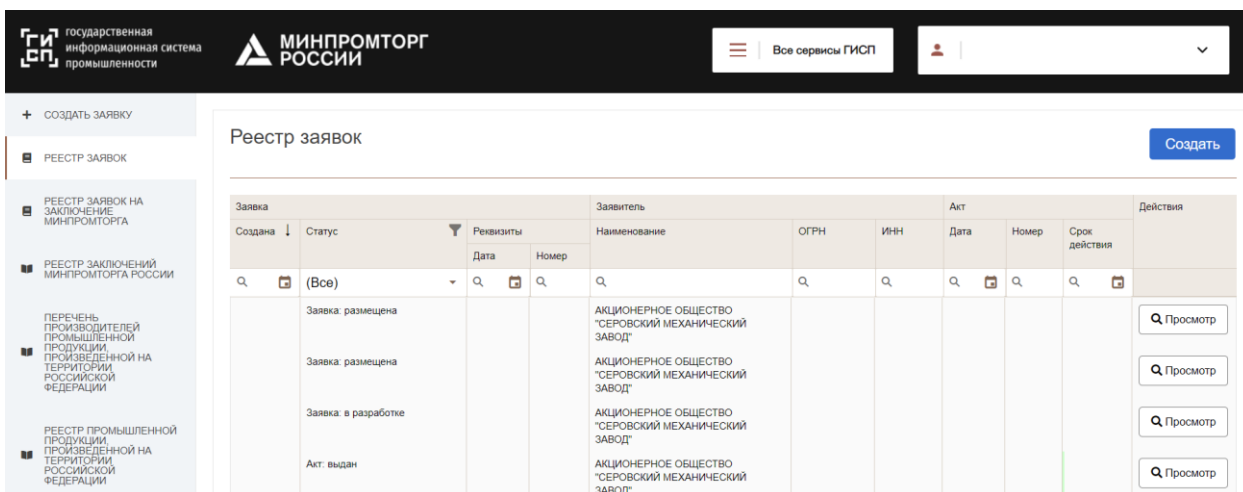 государственная
информационная система
промышленности
ГИСП
МИНПРОМТОРГ
РОССИИ
Все сервисы ГИСП
СОЗДАТЬ ЗАЯВКУ
РЕЕСТР ЗАЯВОК
РЕЕСТР ЗАЯВОК НА
ЗАКЛЮЧЕНИЕ
МИНПРОМТОРГА
РЕЕСТР ЗАКЛЮЧЕНИЙ
МИНПРОМТОРГА РОССИИ
ПЕРЕЧЕНЬ
ПРОИЗВОДИТЕЛЕЙ
ПРОМЫШЛЕННОЙ
ПРОДУКЦИИ,
ПРОИЗВЕДЕННОЙ НА
ТЕРРИТОРИИ
РОССИЙСКОЙ
ФЕДЕРАЦИИ
РЕЕСТР ПРОМЫШЛЕННОЙ
ПРОДУКЦИИ,
ПРОИЗВЕДЕННОЙ НА
ТЕРРИТОРИИ
РОССИЙСКОЙ
ФЕДЕРАЦИИ
Реестр заявок
Создать
Заявка Заявитель Акт Действия
Создана Статус Реквизиты Наименование ОГРН ИНН Дата Номер Срок
действия
Дата Номер
(Все)
Заявка: размещена АКЦИОНЕРНОЕ ОБЩЕСТВО
"СЕРОВСКИЙ МЕХАНИЧЕСКИЙ Просмотр
ЗАВОД"
Заявка: размещена АКЦИОНЕРНОЕ ОБЩЕСТВО
"СЕРОВСКИЙ МЕХАНИЧЕСКИЙ Просмотр
ЗАВОД"
Заявка: в разработке АКЦИОНЕРНОЕ ОБЩЕСТВО
"СЕРОВСКИЙ МЕХАНИЧЕСКИЙ Просмотр
ЗАВОД"
Акт: выдан АКЦИОНЕРНОЕ ОБЩЕСТВО
"СЕРОВСКИЙ МЕХАНИЧЕСКИЙ Просмотр
ЗАВОД"